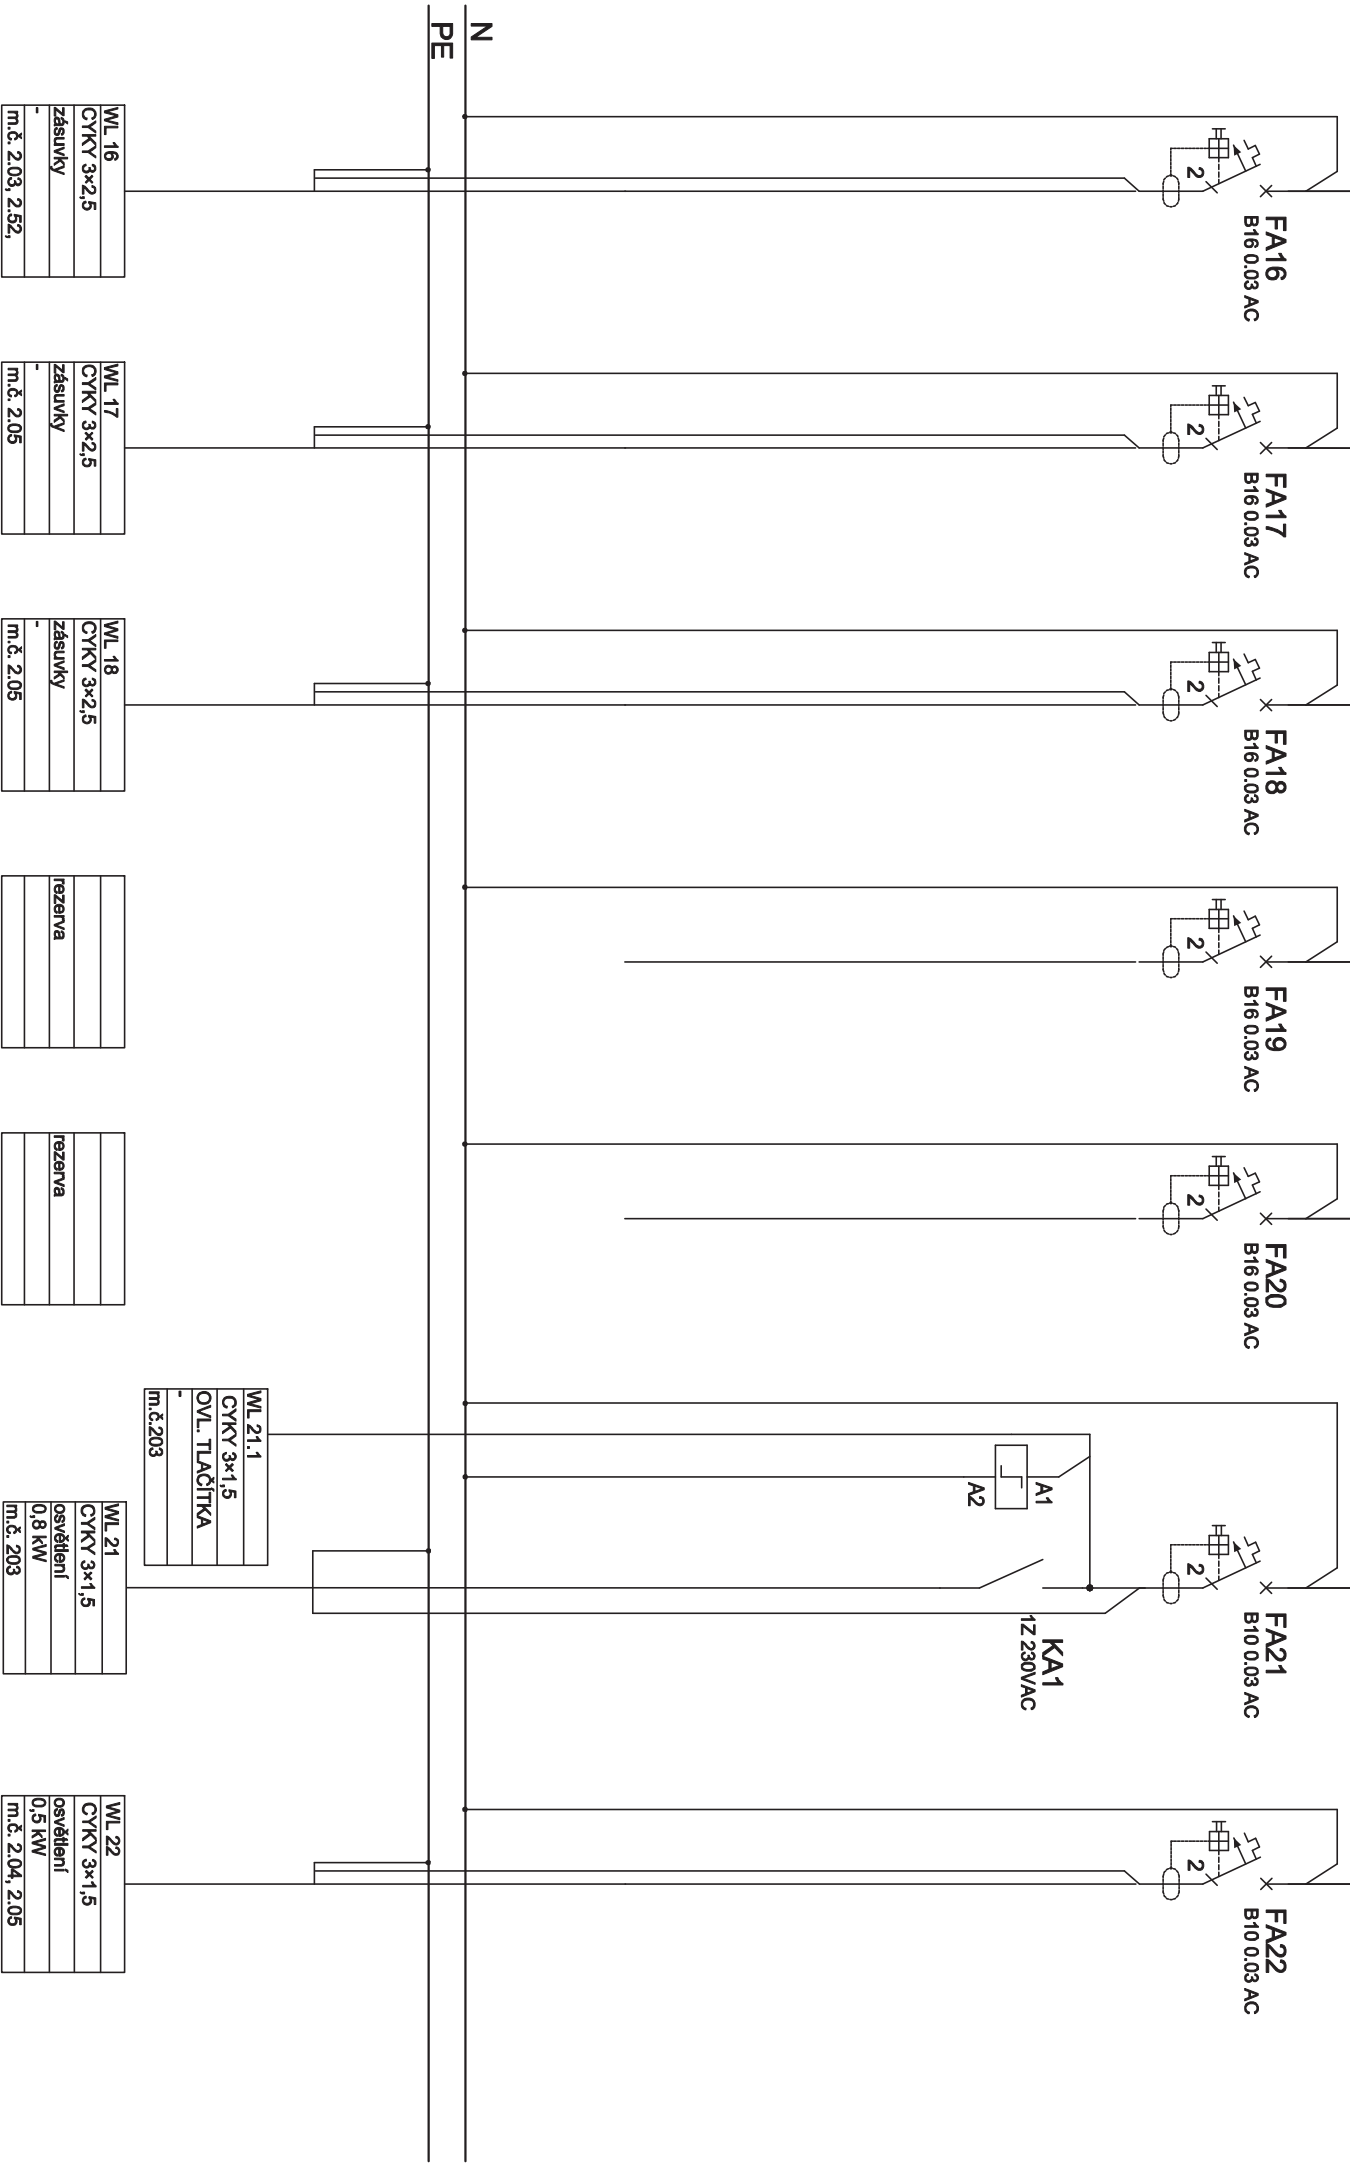 FA16
B16 0.03 AC
2
FA17
B16 0.03 AC
2
FA18
B16 0.03 AC
2
FA19
B16 0.03 AC
2
FA20
B16 0.03 AC
2
FA21
B10 0.03 AC
2
FA22
B10 0.03 AC
2
A1
A2
KA1
1Z 230VAC
N
PE
WL 21.1
CYKY 3×1,5
OVL. TLAČÍTKA
-
m.č.203
WL 16
CYKY 3×2,5
zásuvky
-
m.č. 2.03, 2.52,
WL 17
CYKY 3×2,5
zásuvky
-
m.č. 2.05
WL 18
CYKY 3×2,5
zásuvky
-
m.č. 2.05
rezerva
rezerva
WL 21
CYKY 3×1,5
osvětlení
0,8 kW
m.č. 203
WL 22
CYKY 3×1,5
osvětlení
0,5 kW
m.č. 2.04, 2.05